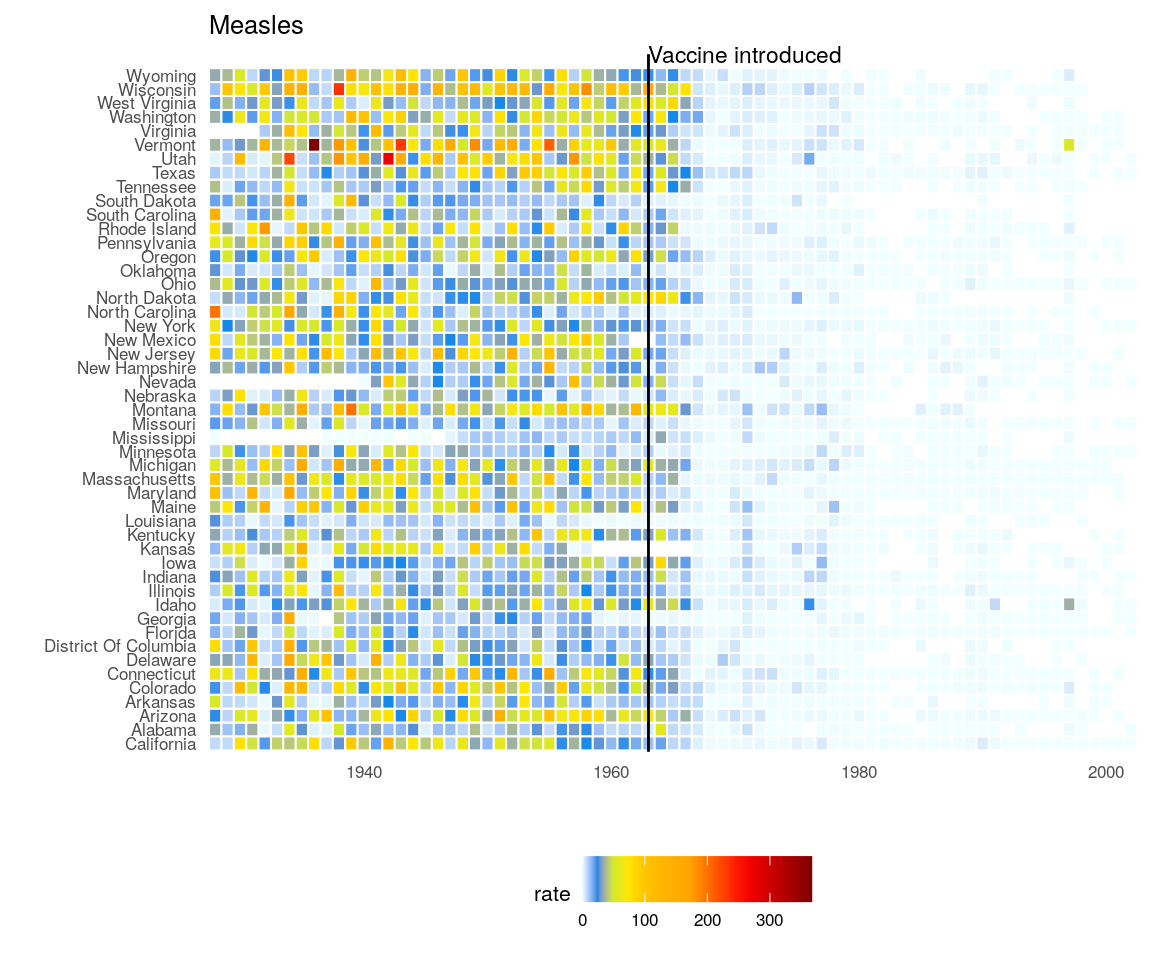 Measles
Vaccine introduced
Wyoming
Wisconsin
West Virginia
Washington
Virginia
Vermont
Utah
Texas
Tennessee
South Dakota
South Carolina
Rhode Island
Pennsylvania
Oregon
Oklahoma
Ohio
North Dakota
North Carolina
New York
New Mexico
New Jersey
New Hampshire
Nevada
Nebraska
Montana
Missouri
Mississippi
Minnesota
Michigan
Massachusetts
Maryland
Maine
Louisiana
Kentucky
Kansas
Iowa
Indiana
Illinois
Idaho
Georgia
Florida
District Of Columbia
Delaware
Connecticut
Colorado
Arkansas
Arizona
Alabama
California
1940 1960 1980 2000
rate
0 100 200 300